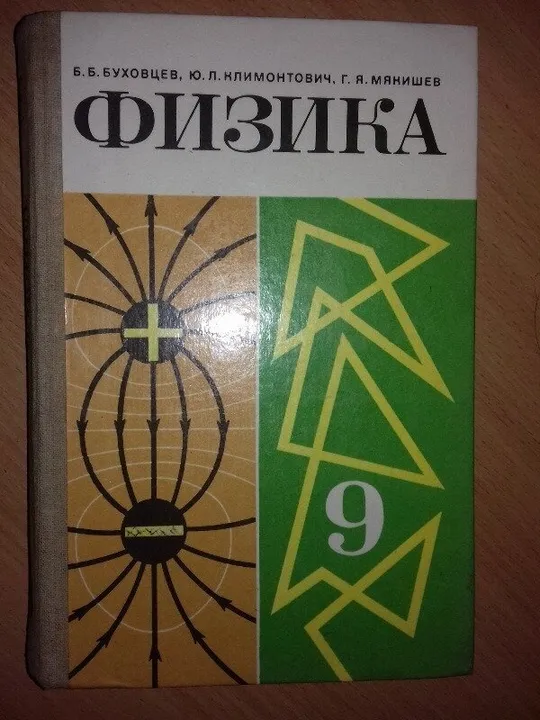 Б. Б. БУХОВЦЕВ, Ю. Л. КЛИМОНТОВИЧ, Г. Я. МЯКИШЕВ
ФИЗИКА
9